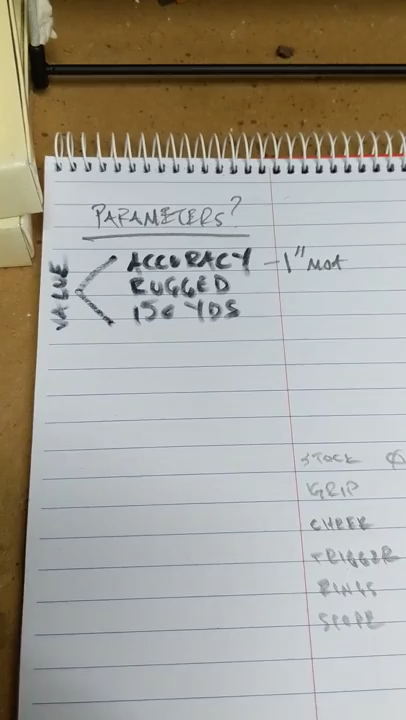 PARAMETERS?
VALUE
ACCURACY - 1" MOA
RUGGED
150 YDS
STOCK
GRIP
CHEEK
TRIGGER
RINGS
SCOPE